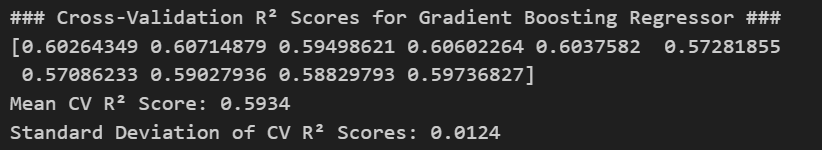 ### Cross-Validation R² Scores for Gradient Boosting Regressor ###
[0.60264349 0.60714879 0.59498621 0.60602264 0.6037582  0.57281855
 0.57086233 0.59027936 0.58829793 0.59736827]
Mean CV R² Score: 0.5934
Standard Deviation of CV R² Scores: 0.0124